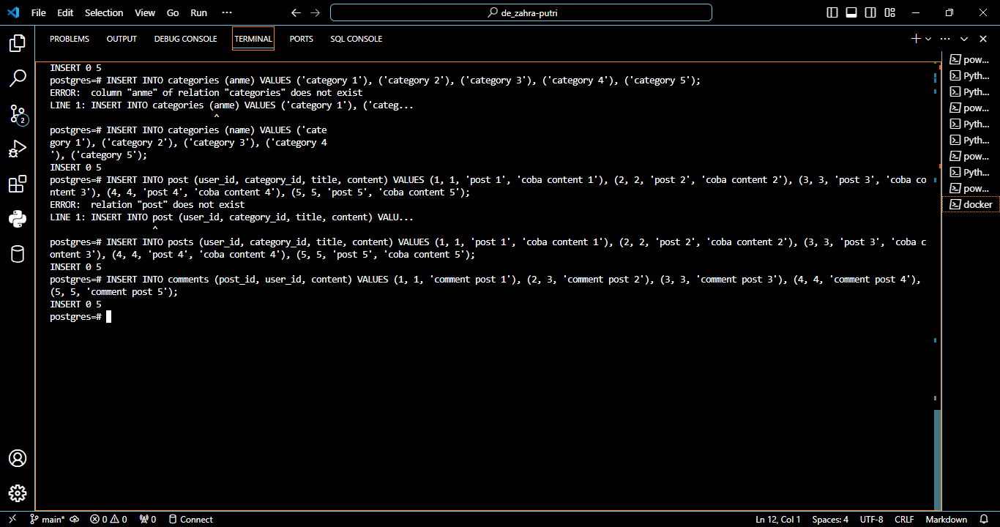 File Edit Selection View Go Run ···
de_zahra-putri
PROBLEMS OUTPUT DEBUG CONSOLE TERMINAL PORTS SQL CONSOLE
INSERT 0 5
postgres=# INSERT INTO categories (anme) VALUES ('category 1'), ('category 2'), ('category 3'), ('category 4'), ('category 5');
ERROR:  column "anme" of relation "categories" does not exist
LINE 1: INSERT INTO categories (anme) VALUES ('category 1'), ('categ...
^
postgres=# INSERT INTO categories (name) VALUES ('cate
gory 1'), ('category 2'), ('category 3'), ('category 4
'), ('category 5');
INSERT 0 5
postgres=# INSERT INTO post (user_id, category_id, title, content) VALUES (1, 1, 'post 1', 'coba content 1'), (2, 2, 'post 2', 'coba content 2'), (3, 3, 'post 3', 'coba co
ntent 3'), (4, 4, 'post 4', 'coba content 4'), (5, 5, 'post 5', 'coba content 5');
ERROR:  relation "post" does not exist
LINE 1: INSERT INTO post (user_id, category_id, title, content) VALU...
^
postgres=# INSERT INTO posts (user_id, category_id, title, content) VALUES (1, 1, 'post 1', 'coba content 1'), (2, 2, 'post 2', 'coba content 2'), (3, 3, 'post 3', 'coba c
ontent 3'), (4, 4, 'post 4', 'coba content 4'), (5, 5, 'post 5', 'coba content 5');
INSERT 0 5
postgres=# INSERT INTO comments (post_id, user_id, content) VALUES (1, 1, 'comment post 1'), (2, 3, 'comment post 2'), (3, 3, 'comment post 3'), (4, 4, 'comment post 4'),
(5, 5, 'comment post 5');
INSERT 0 5
postgres=#
pow...
Pyth...
Pyth...
pow...
Pyth...
Pyth...
pow...
Pyth...
pow...
docker
2
main* 0 0 0 Connect
Ln 12, Col 1 Spaces: 4 UTF-8 CRLF Markdown